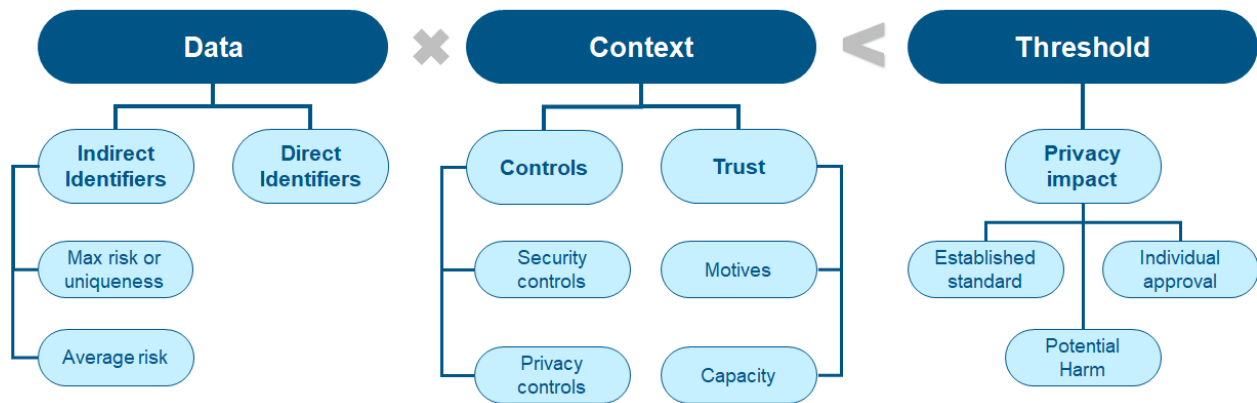 Data × Context < Threshold
Indirect
Identifiers
Direct
Identifiers
Max risk or
uniqueness
Average risk
Controls
Trust
Security
controls
Motives
Privacy
controls
Capacity
Privacy
impact
Established
standard
Individual
approval
Potential
Harm